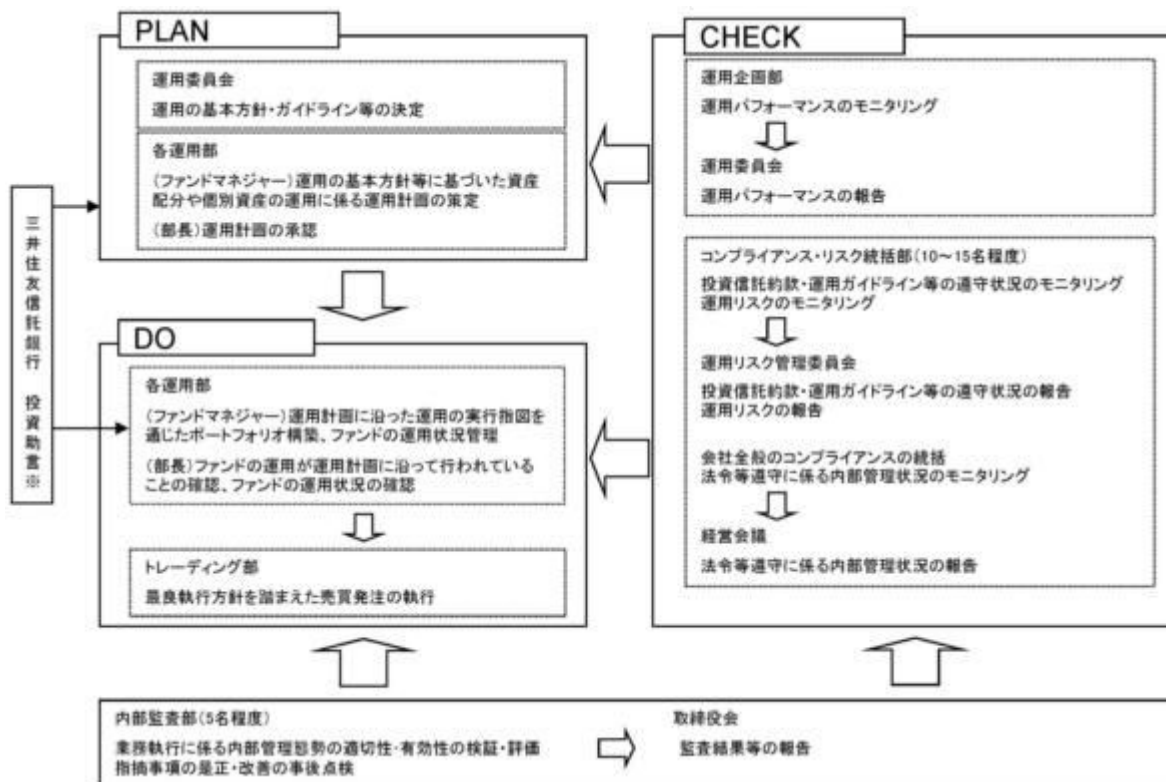 PLAN
運用委員会
運用の基本方針・ガイドライン等の決定
各運用部
(ファンドマネジャー)運用の基本方針等に基づいた資産
配分や個別資産の運用に係る運用計画の策定
(部長)運用計画の承認
三井住友信託銀行 投資助言※
DO
各運用部
(ファンドマネジャー)運用計画に沿った運用の実行指図を
通じたポートフォリオ構築、ファンドの運用状況管理
(部長)ファンドの運用が運用計画に沿って行われている
ことの確認、ファンドの運用状況の確認
トレーディング部
最良執行方針を踏まえた売買発注の執行
CHECK
運用企画部
運用パフォーマンスのモニタリング
運用委員会
運用パフォーマンスの報告
コンプライアンス・リスク統括部(10～15名程度)
投資信託約款・運用ガイドライン等の遵守状況のモニタリング
運用リスクのモニタリング
運用リスク管理委員会
投資信託約款・運用ガイドライン等の遵守状況の報告
運用リスクの報告
会社全般のコンプライアンスの統括
法令等遵守に係る内部管理状況のモニタリング
経営会議
法令等遵守に係る内部管理状況の報告
内部監査部(5名程度)
業務執行に係る内部管理態勢の適切性・有効性の検証・評価
指摘事項の是正・改善の事後点検
取締役会
監査結果等の報告